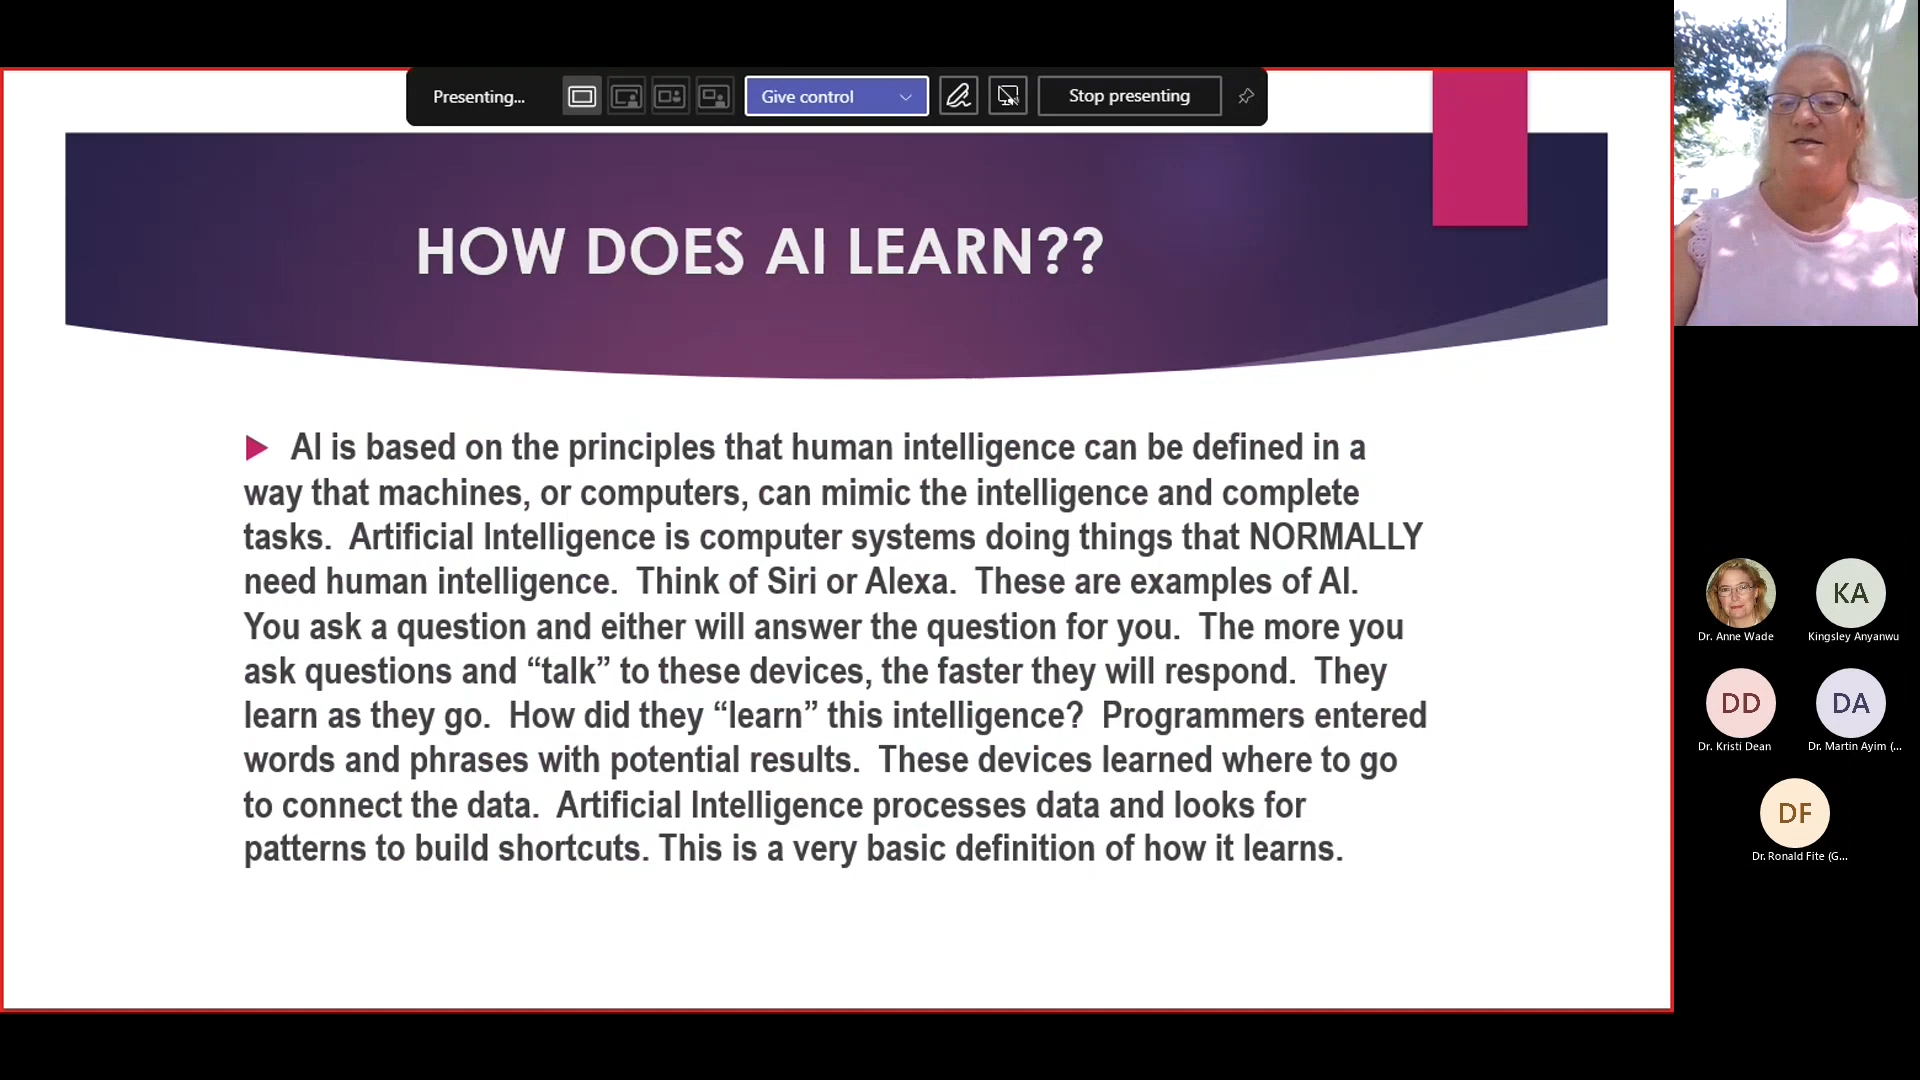 Presenting...
Give control
Stop presenting
HOW DOES AI LEARN??
AI is based on the principles that human intelligence can be defined in a
way that machines, or computers, can mimic the intelligence and complete
tasks.  Artificial Intelligence is computer systems doing things that NORMALLY
need human intelligence.  Think of Siri or Alexa.  These are examples of AI.
You ask a question and either will answer the question for you.  The more you
ask questions and “talk” to these devices, the faster they will respond.  They
learn as they go.  How did they “learn” this intelligence?  Programmers entered
words and phrases with potential results.  These devices learned where to go
to connect the data.  Artificial Intelligence processes data and looks for
patterns to build shortcuts. This is a very basic definition of how it learns.
KA
Dr. Anne Wade
Kingsley Anyanwu
DD
DA
Dr. Kristi Dean
Dr. Martin Ayim (...
DF
Dr. Ronald Fite (G...